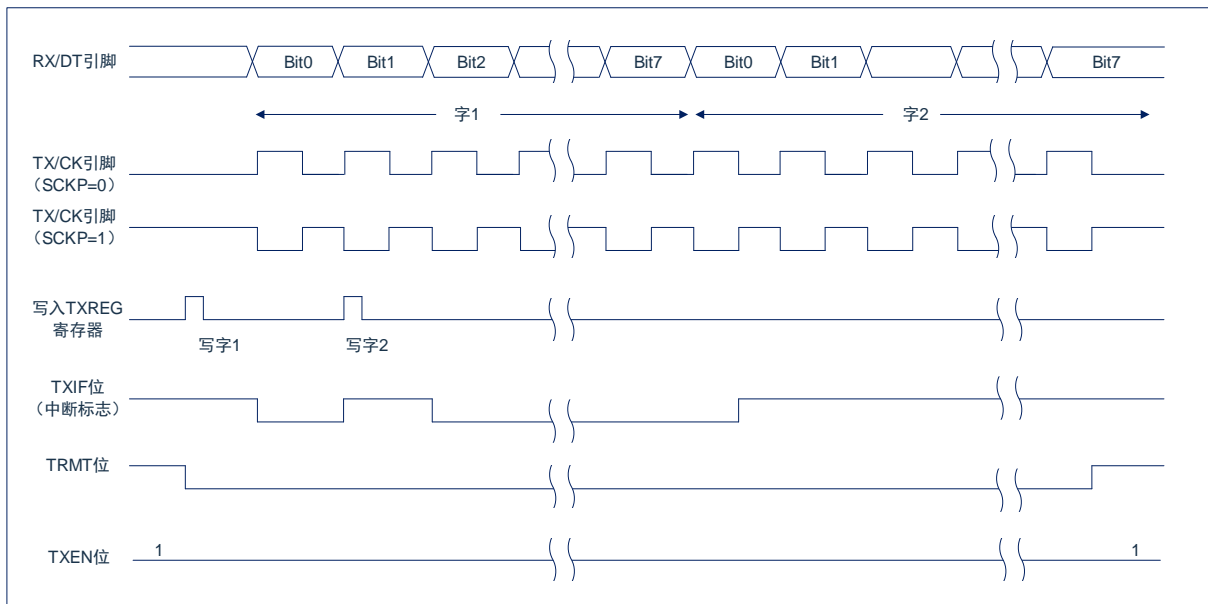 RX/DT引脚
Bit0 Bit1 Bit2 Bit7 Bit0 Bit1 Bit7
字1 字2
TX/CK引脚
（SCKP=0）
TX/CK引脚
（SCKP=1）
写入TXREG
寄存器
写字1 写字2
TXIF位
（中断标志）
TRMT位
TXEN位
1 1